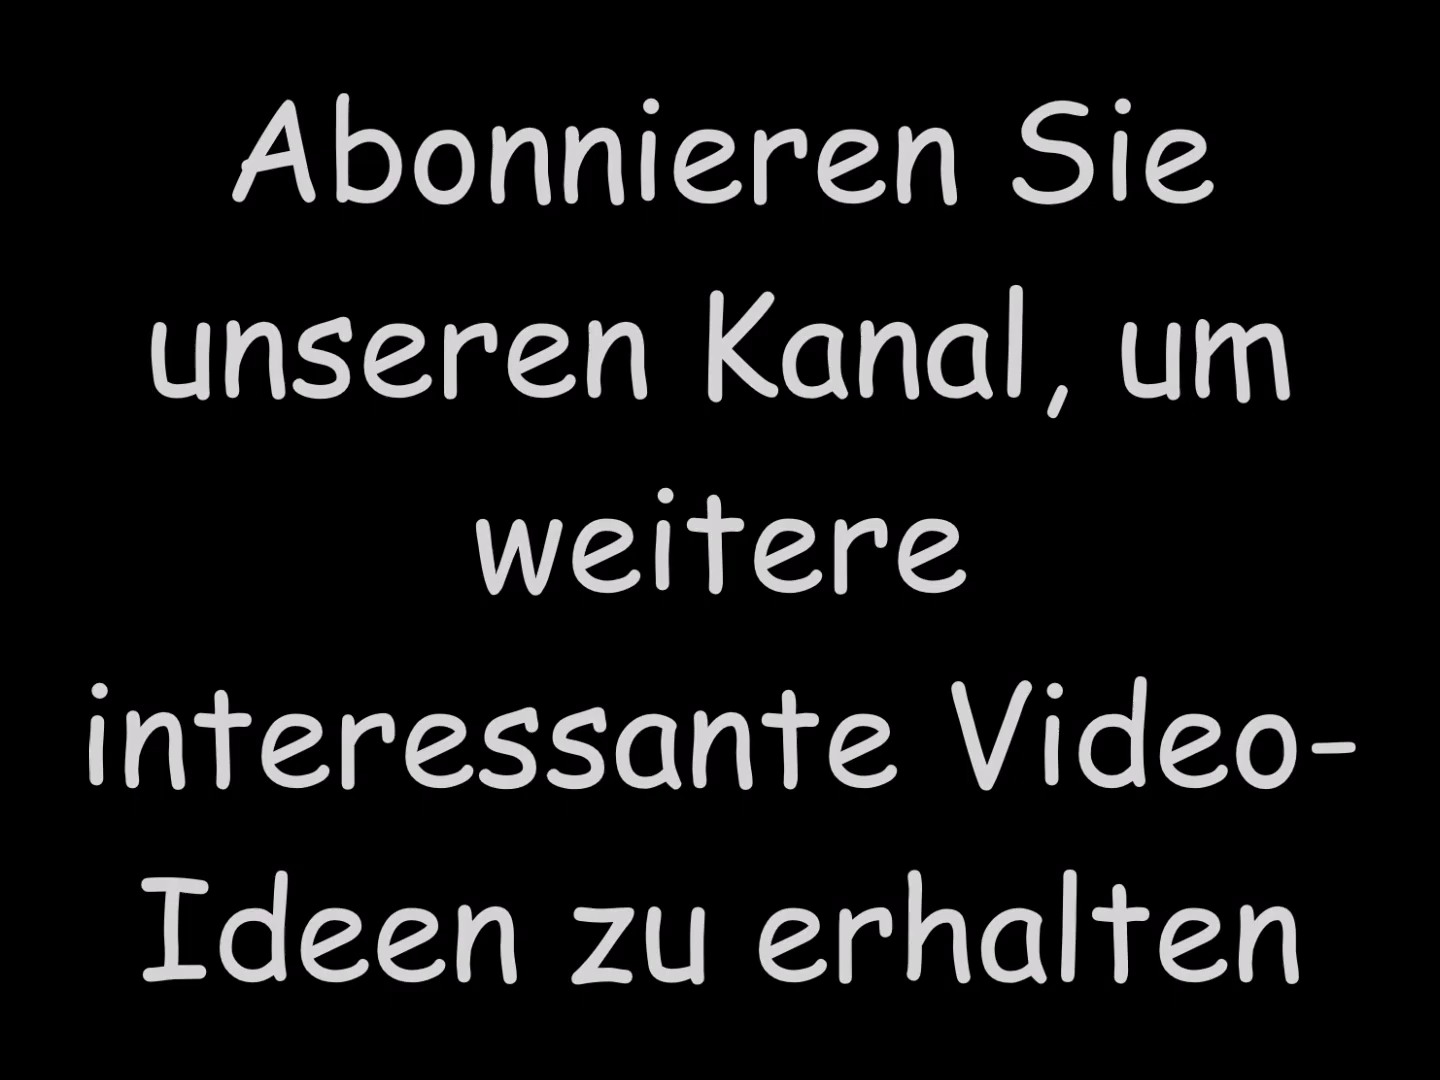 Abonnieren Sie
unseren Kanal, um
weitere
interessante Video-
Ideen zu erhalten